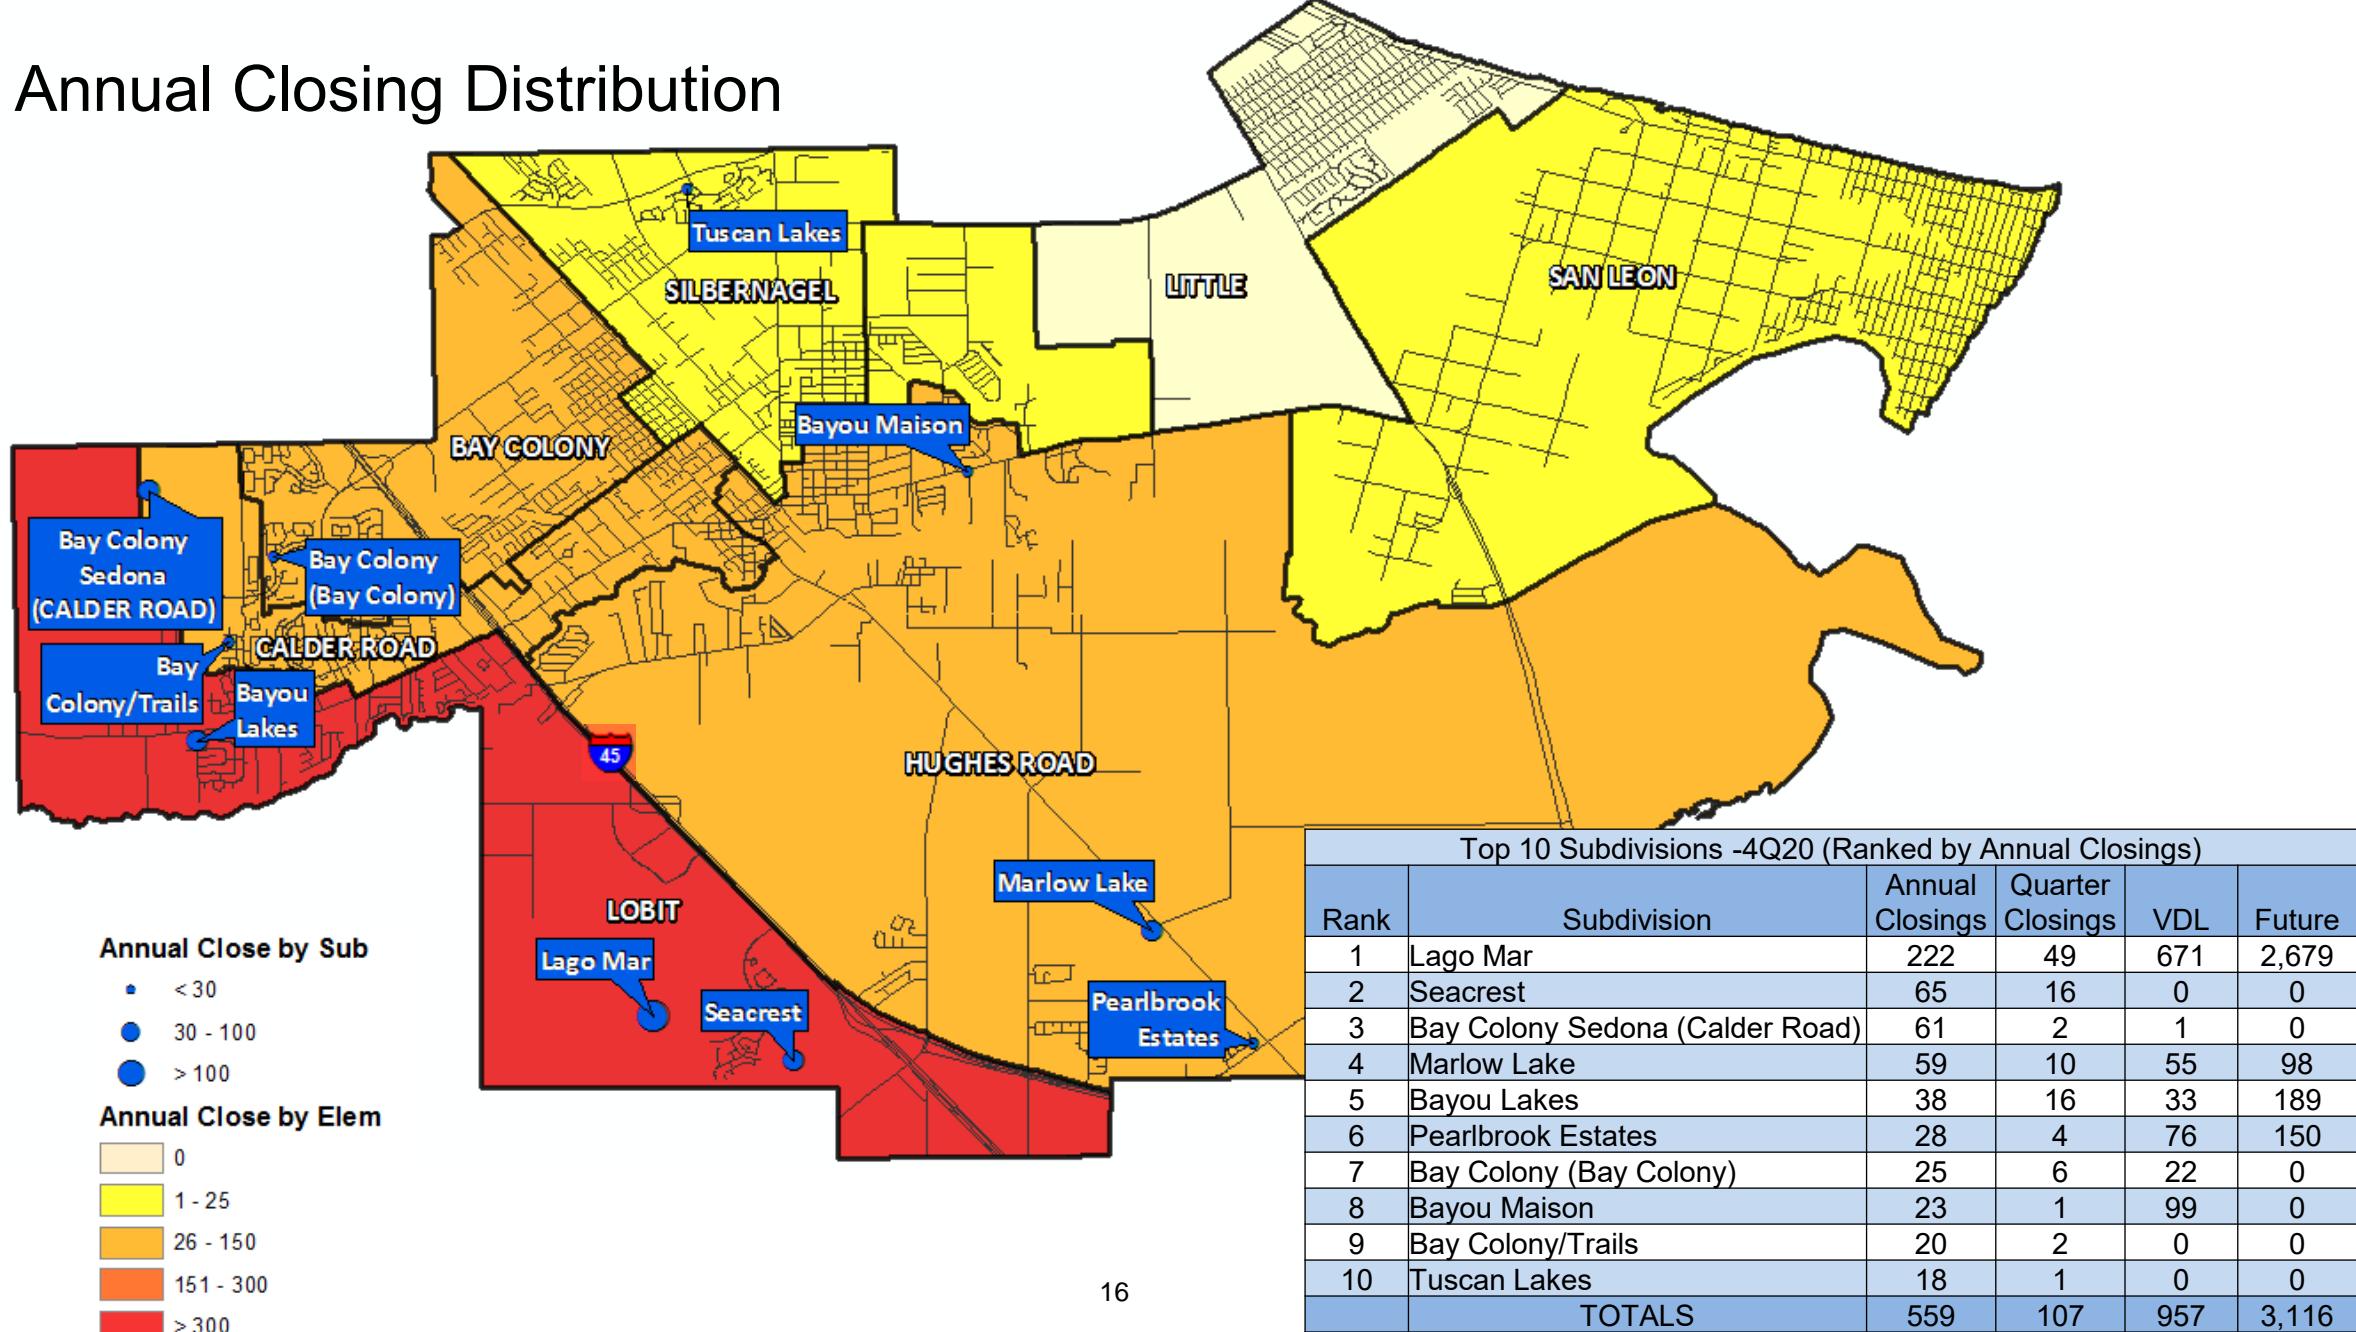 Annual Closing Distribution
Tuscan Lakes
SILBERNAGEL
LITTLE
SAN LEON
Bayou Maison
BAY COLONY
Bay Colony
Sedona
(CALDER ROAD)
Bay Colony
(Bay Colony)
CALDER ROAD
Bay
Colony/Trails
Bayou
Lakes
45
HUGHES ROAD
LOBIT
Marlow Lake
Lago Mar
Seacrest
Pearlbrook
Estates
Annual Close by Sub
< 30
30 - 100
> 100
Annual Close by Elem
0
1 - 25
26 - 150
151 - 300
> 300
16
Top 10 Subdivisions -4Q20 (Ranked by Annual Closings)
Rank Subdivision Annual Closings Quarter Closings VDL Future
1 Lago Mar 222 49 671 2,679
2 Seacrest 65 16 0 0
3 Bay Colony Sedona (Calder Road) 61 2 1 0
4 Marlow Lake 59 10 55 98
5 Bayou Lakes 38 16 33 189
6 Pearlbrook Estates 28 4 76 150
7 Bay Colony (Bay Colony) 25 6 22 0
8 Bayou Maison 23 1 99 0
9 Bay Colony/Trails 20 2 0 0
10 Tuscan Lakes 18 1 0 0
TOTALS 559 107 957 3,116